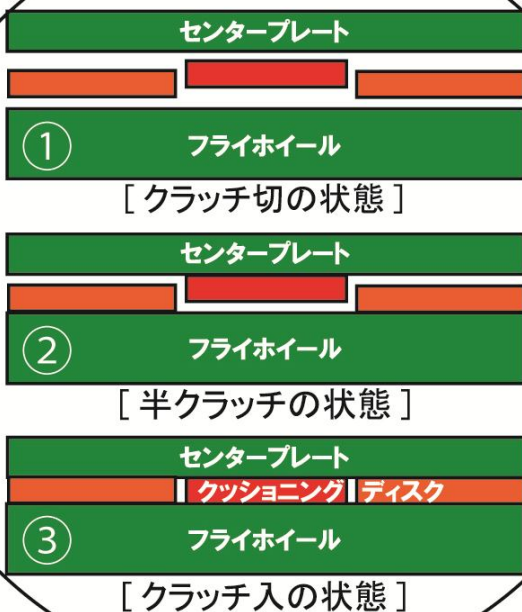 センタープレート
① フライホイール
[ クラッチ切の状態 ]
センタープレート
② フライホイール
[ 半クラッチの状態 ]
センタープレート
クッショニング ディスク
③ フライホイール
[ クラッチ入の状態 ]